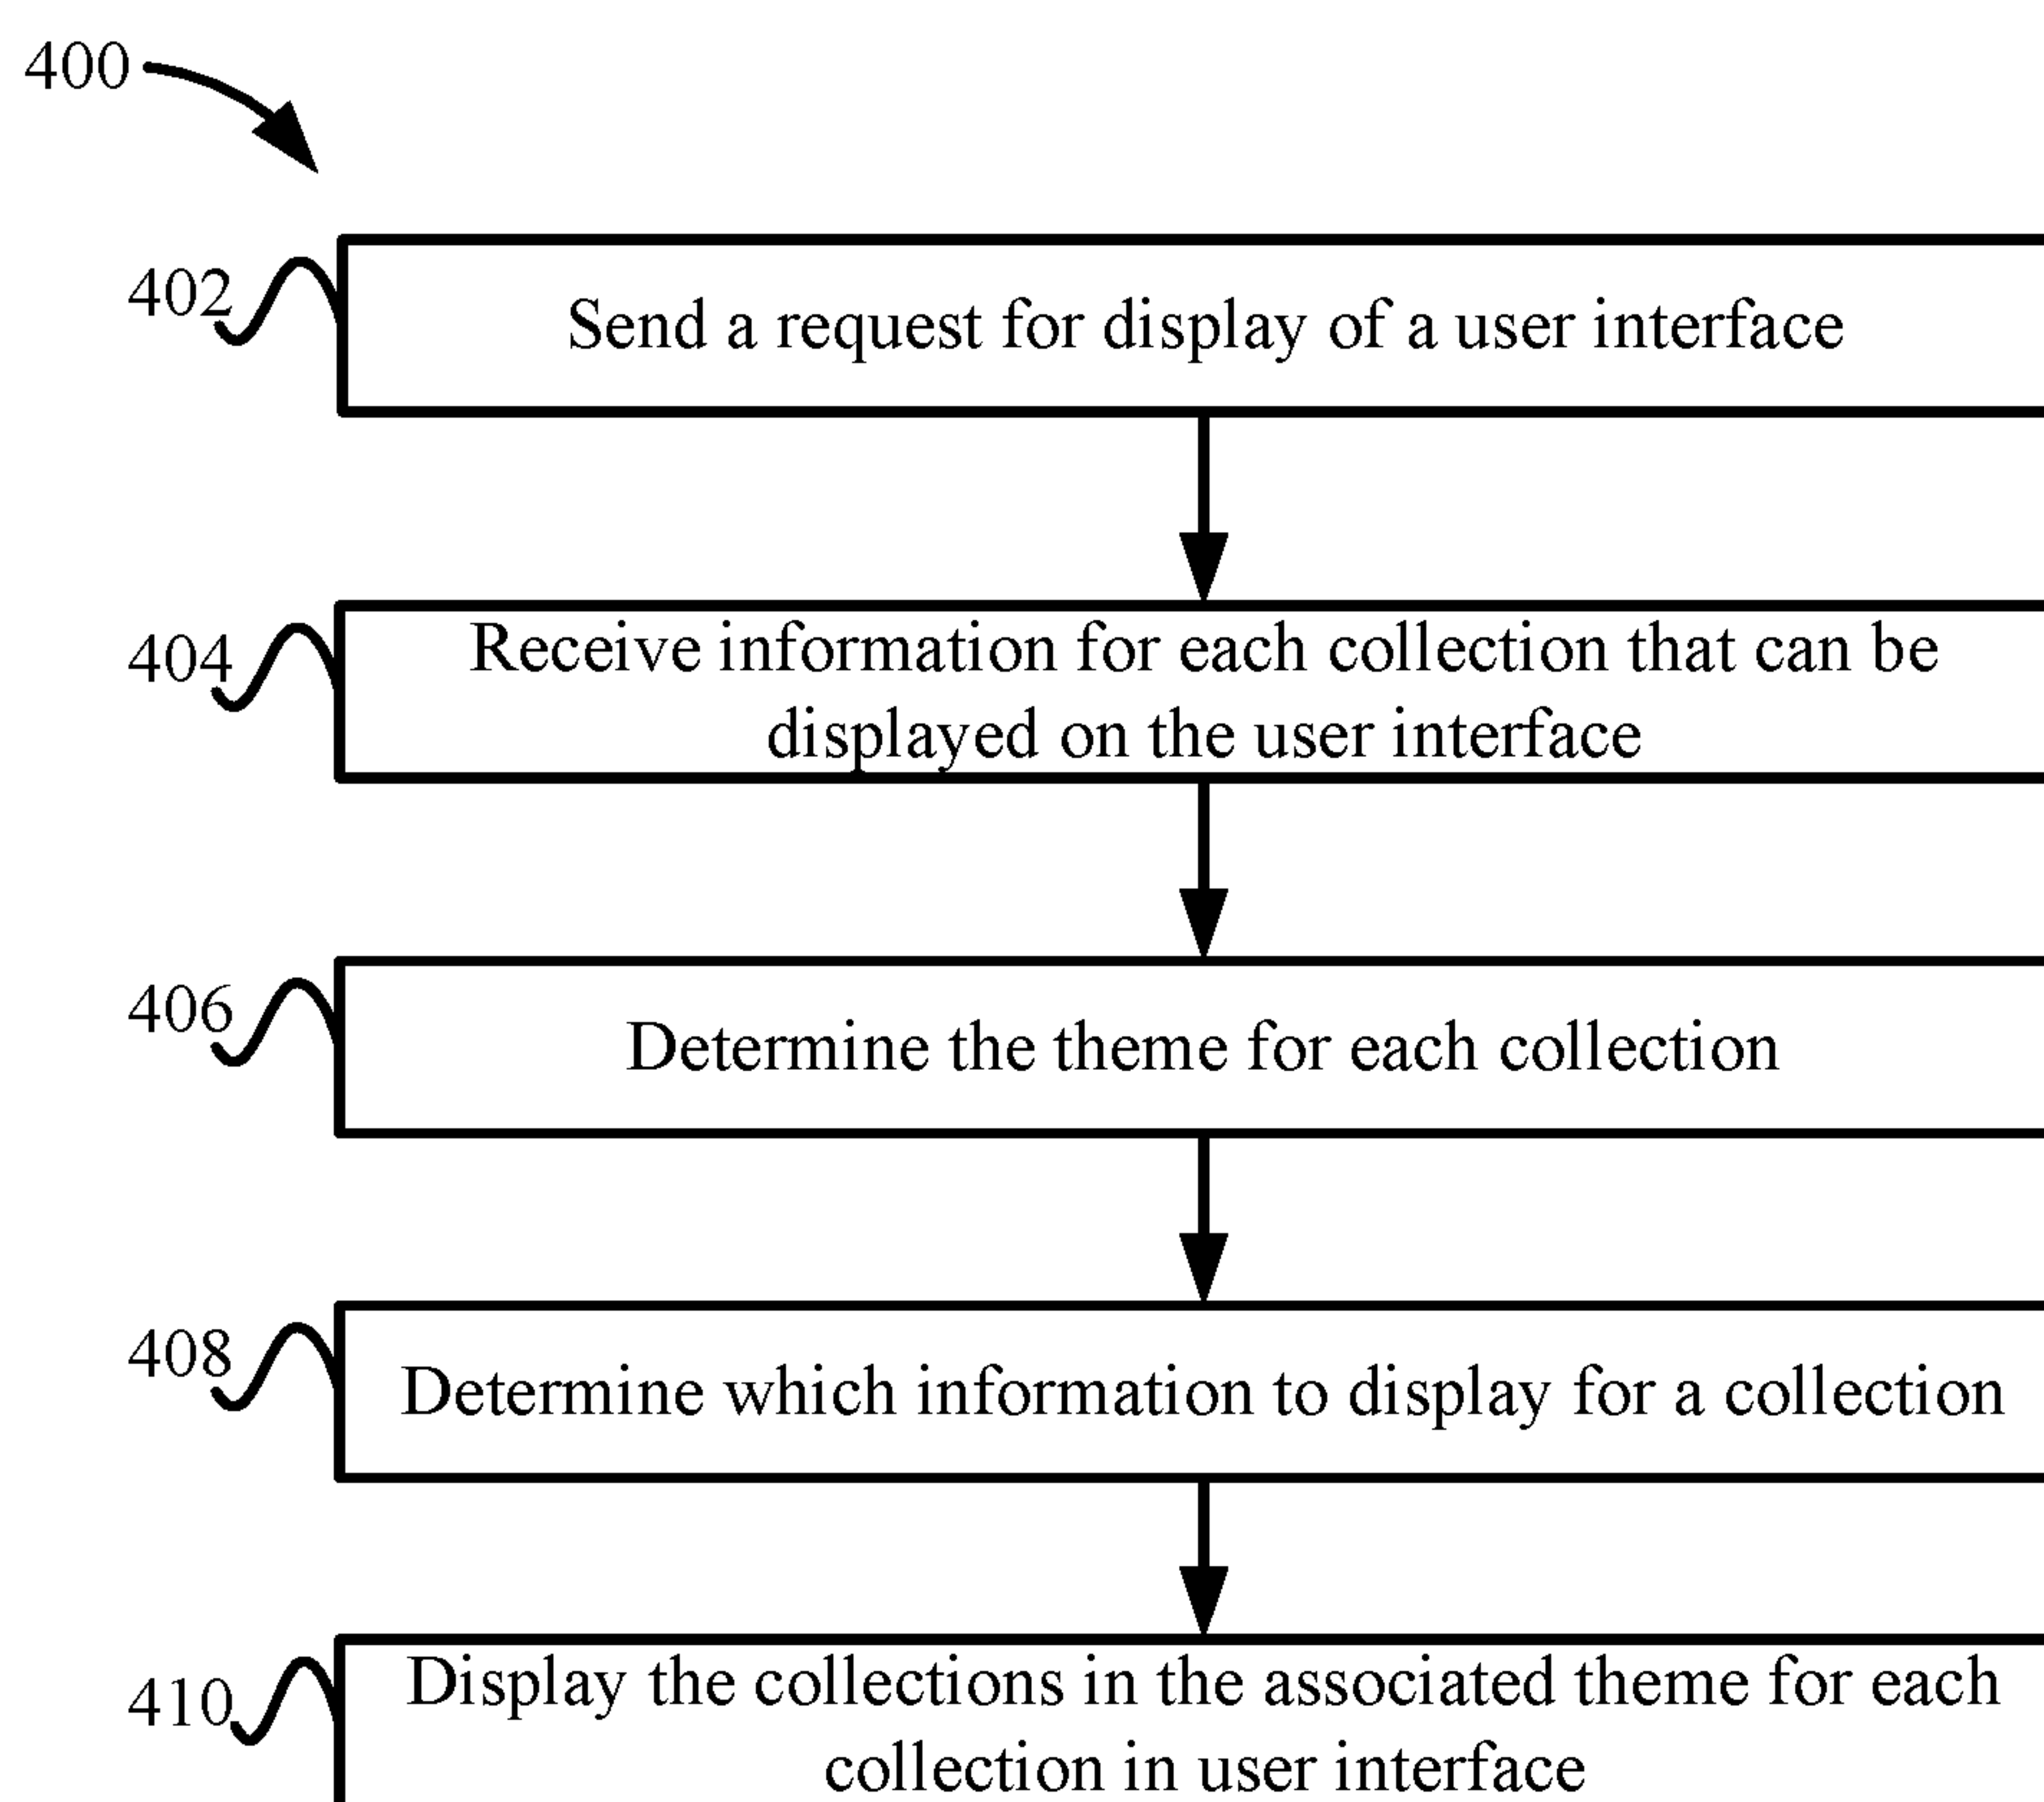 400
402
Send a request for display of a user interface
404
Receive information for each collection that can be
displayed on the user interface
406
Determine the theme for each collection
408
Determine which information to display for a collection
410
Display the collections in the associated theme for each
collection in user interface